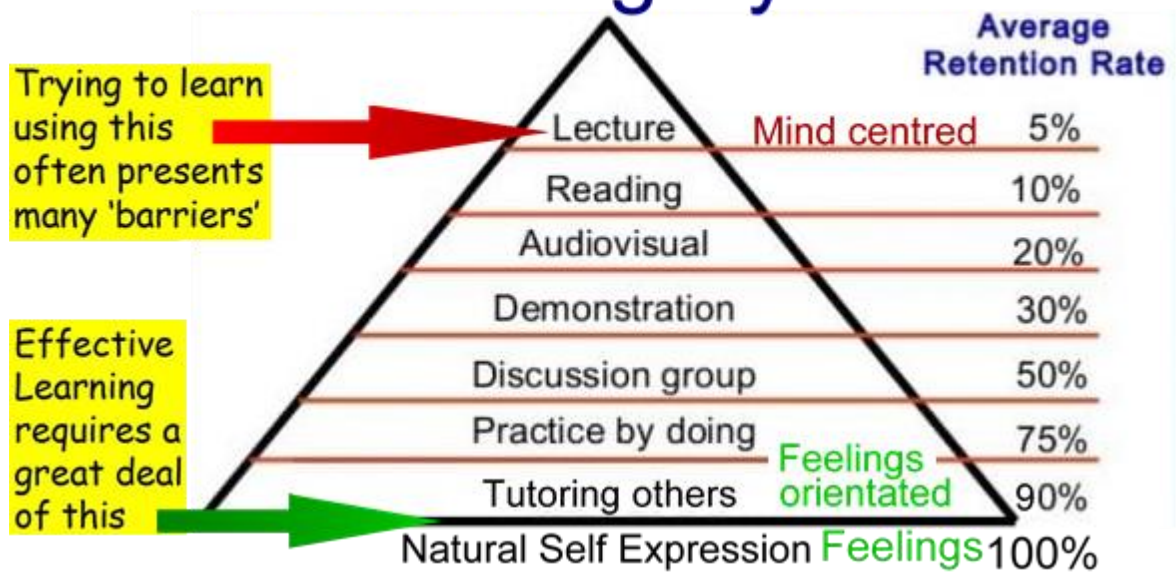 Average
Retention Rate
Trying to learn
using this
often presents
many ‘barriers’
Lecture Mind centred 5%
Reading 10%
Audiovisual 20%
Demonstration 30%
Effective
Learning
requires a
great deal
of this
Discussion group 50%
Practice by doing 75%
Feelings
orientated
Tutoring others 90%
Natural Self Expression Feelings 100%